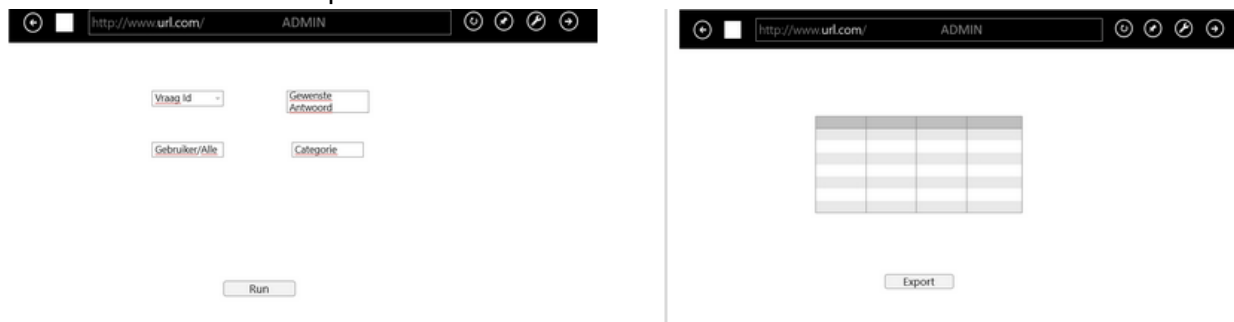 http://www.url.com/ ADMIN
Vraag Id
Gewenste
Antwoord
Gebruiker/Alle
Categorie
Run
http://www.url.com/ ADMIN
Export